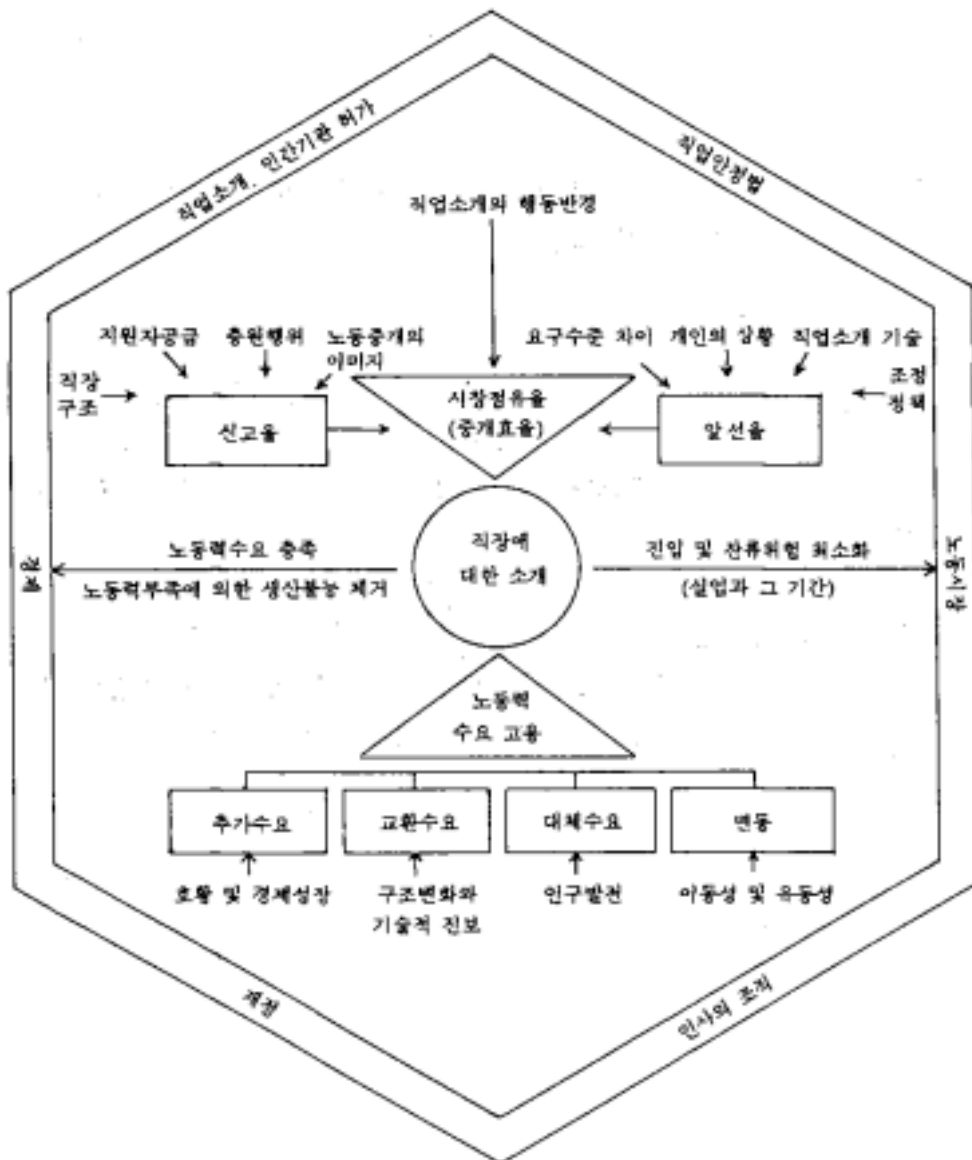 직업소개, 민간기관 허가
직업안정법
직업소개의 행동반경
지원자공급
충원행위
노동중개의
이미지
요구수준 차이
개인의 상황
직업소개 기술
직장
구조
조정
정책
신고율
시장점유율
(중개효율)
알선율
직장에
대한 소개
노동력수요 충족
노동력부족에 의한 생산불능 제거
진입 및 잔류위험 최소화
(실업과 그 기간)
경제
노동시장
노동력
수요 고용
추가수요
교환수요
대체수요
변동
호황 및 경제성장
구조변화와
기술적 진보
인구발전
이동성 및 유동성
재정
인사의 조직